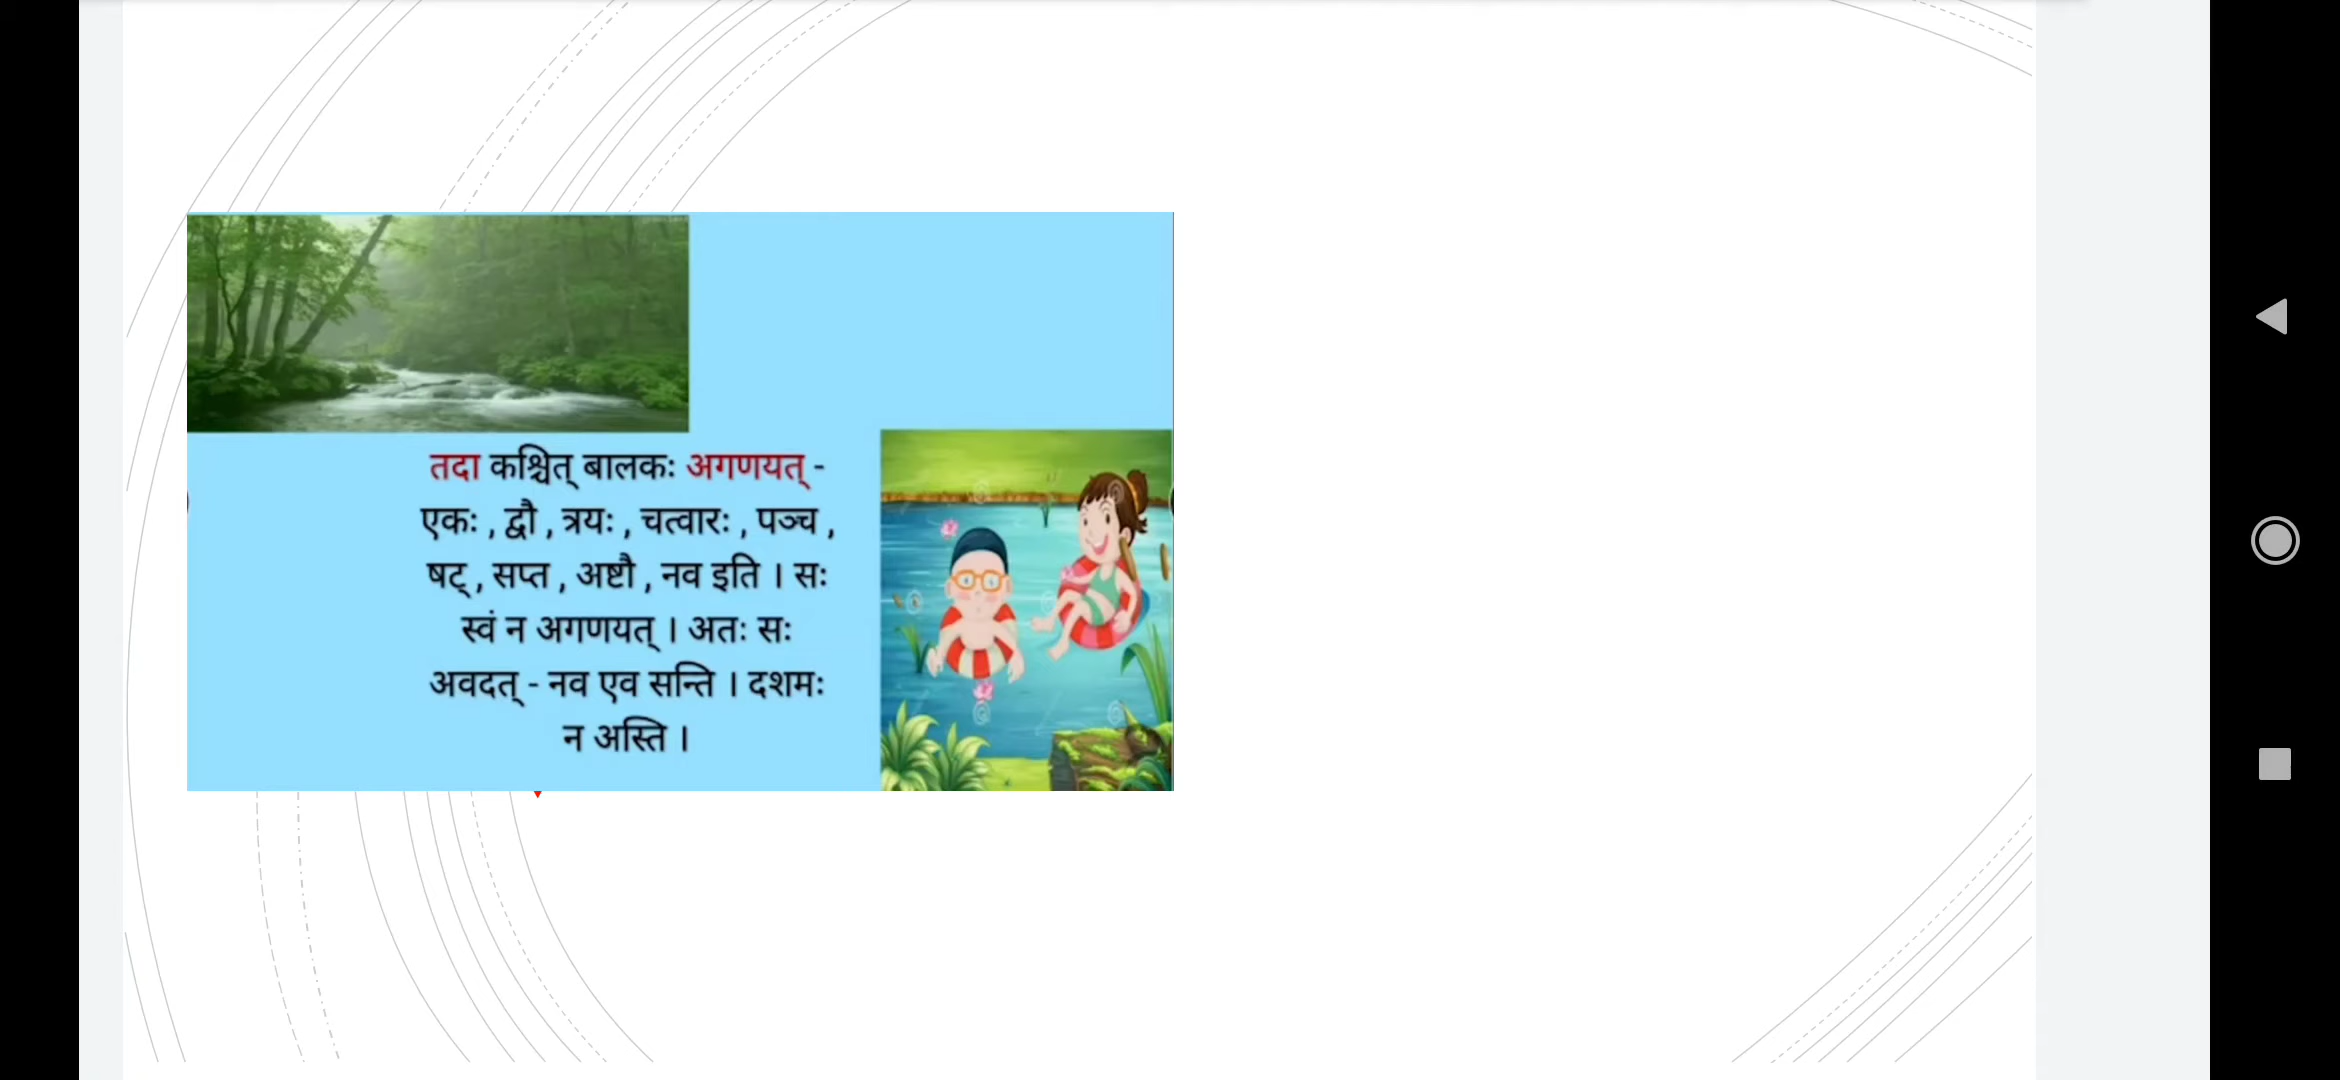 तदा कश्चित् बालकः अगणयत् -
एकः , द्वौ , त्रयः , चत्वारः , पञ्च ,
षट् , सप्त , अष्टौ , नव इति । सः
स्वं न अगणयत् । अतः सः
अवदत् - नव एव सन्ति । दशमः
न अस्ति ।